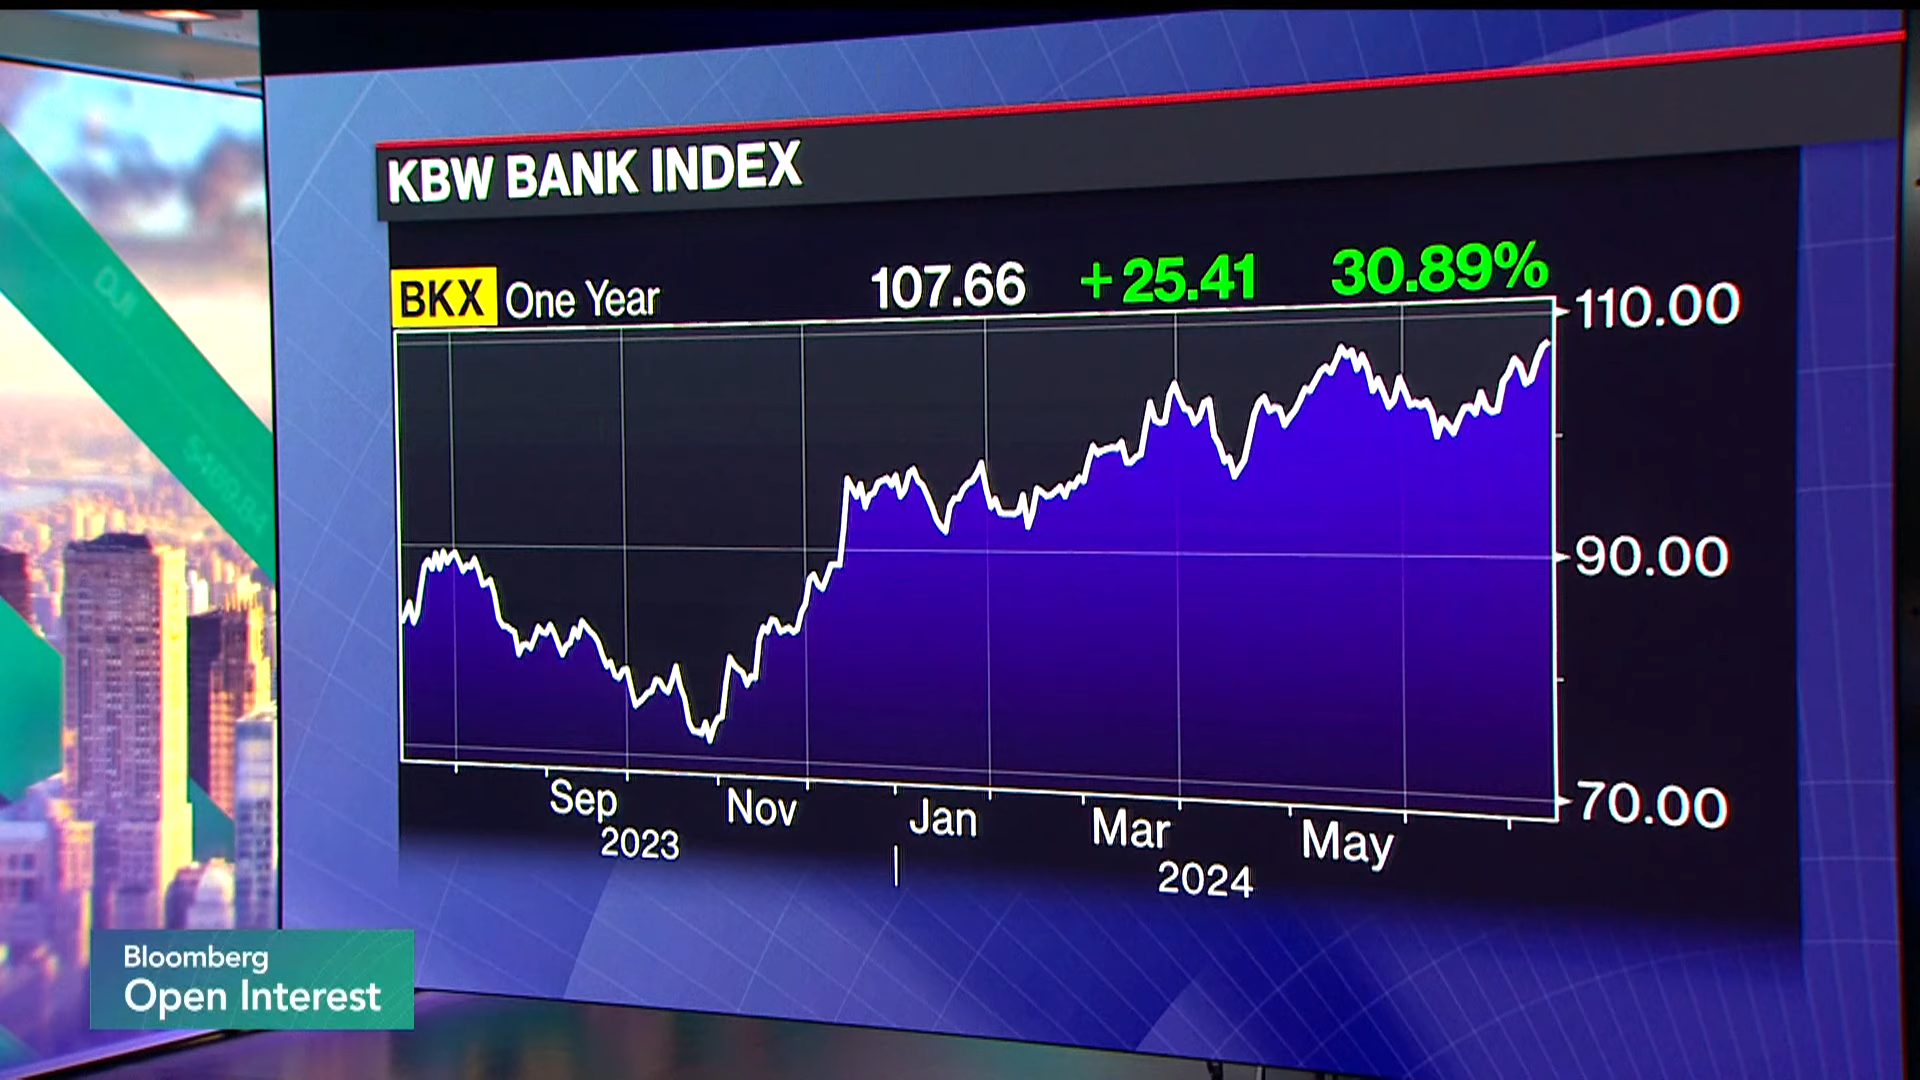 KBW BANK INDEX
BKX One Year 107.66 +25.41 30.89%
110.00
90.00
70.00
Sep Nov Jan Mar May
2023 2024
DJI
Bloomberg
Open Interest